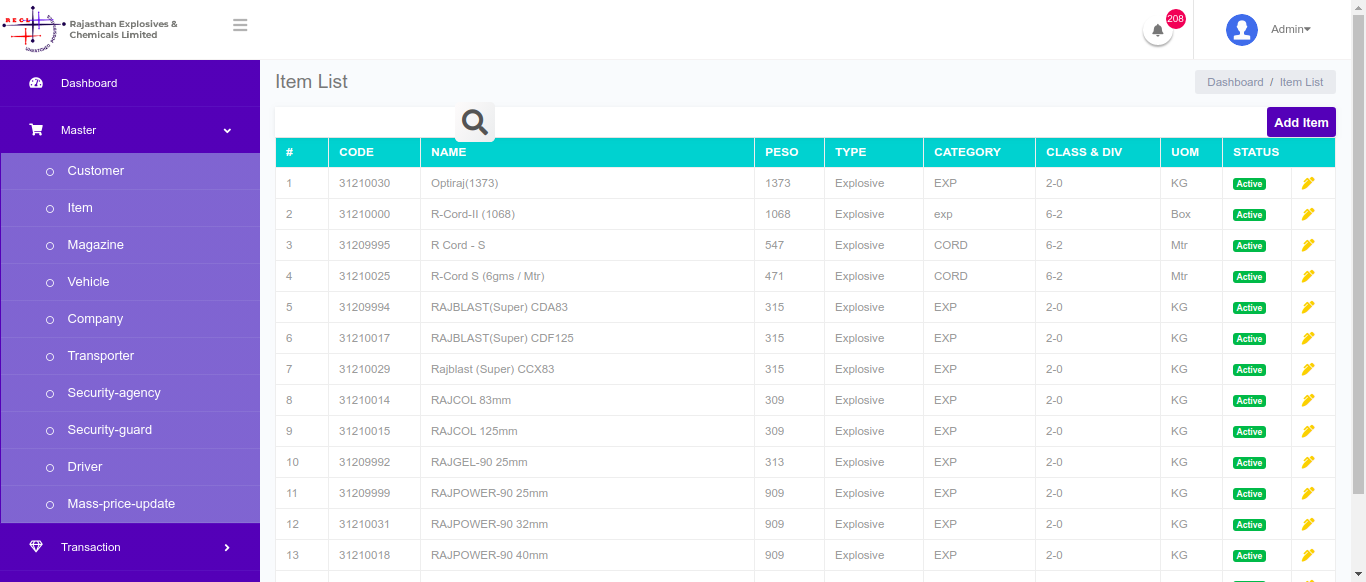 RECL
Rajasthan Explosives &
Chemicals Limited
208
Admin
Dashboard
Master
Customer
Item
Magazine
Vehicle
Company
Transporter
Security-agency
Security-guard
Driver
Mass-price-update
Transaction
Item List
Dashboard / Item List
Add Item
# CODE NAME PESO TYPE CATEGORY CLASS & DIV UOM STATUS
1 31210030 Optiraj(1373) 1373 Explosive EXP 2-0 KG Active
2 31210000 R-Cord-II (1068) 1068 Explosive exp 6-2 Box Active
3 31209995 R Cord - S 547 Explosive CORD 6-2 Mtr Active
4 31210025 R-Cord S (6gms / Mtr) 471 Explosive CORD 6-2 Mtr Active
5 31209994 RAJBLAST(Super) CDA83 315 Explosive EXP 2-0 KG Active
6 31210017 RAJBLAST(Super) CDF125 315 Explosive EXP 2-0 KG Active
7 31210029 Rajblast (Super) CCX83 315 Explosive EXP 2-0 KG Active
8 31210014 RAJCOL 83mm 309 Explosive EXP 2-0 KG Active
9 31210015 RAJCOL 125mm 309 Explosive EXP 2-0 KG Active
10 31209992 RAJGEL-90 25mm 313 Explosive EXP 2-0 KG Active
11 31209999 RAJPOWER-90 25mm 909 Explosive EXP 2-0 KG Active
12 31210031 RAJPOWER-90 32mm 909 Explosive EXP 2-0 KG Active
13 31210018 RAJPOWER-90 40mm 909 Explosive EXP 2-0 KG Active